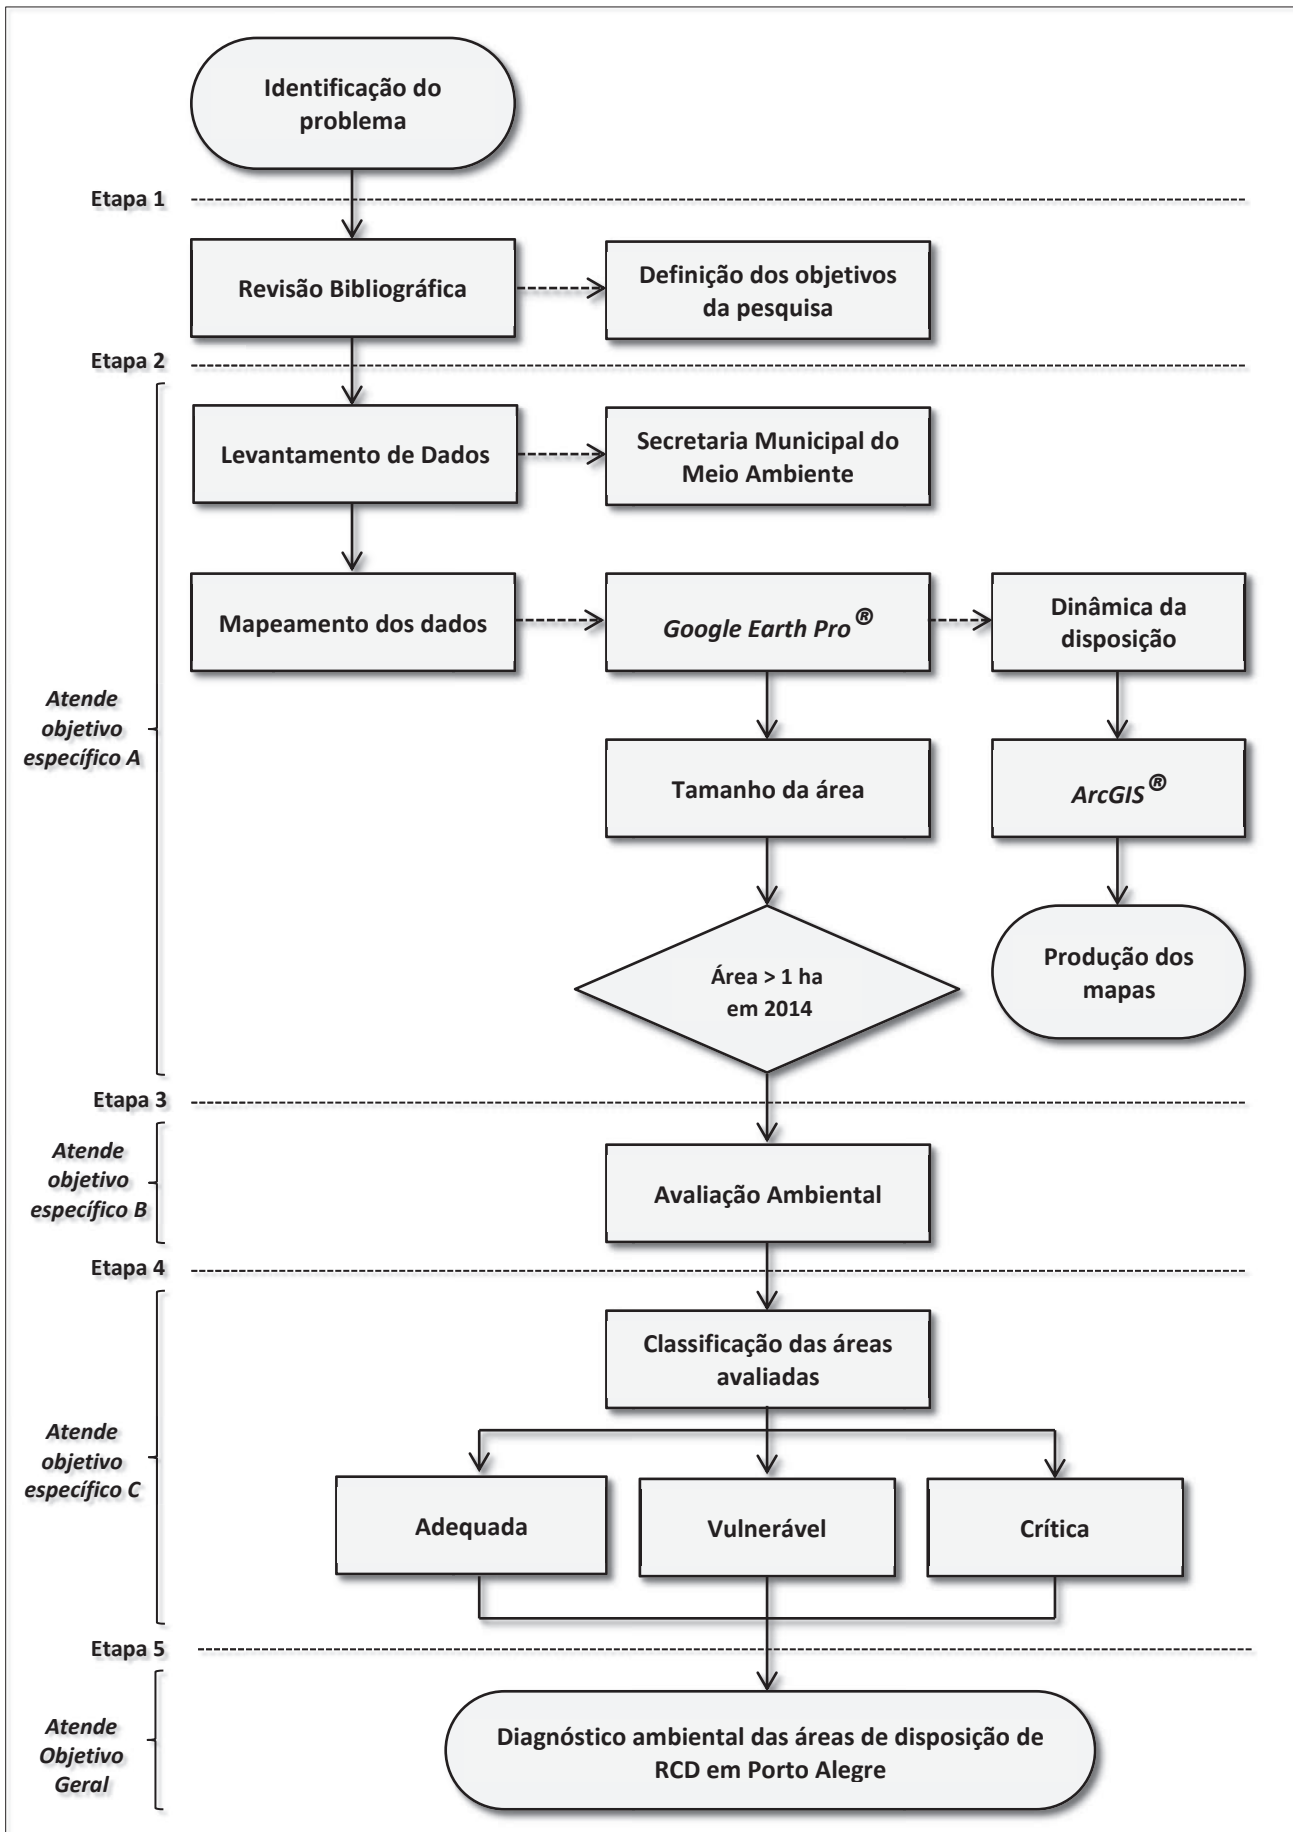 Identificação do
problema
Etapa 1
Revisão Bibliográfica
Definição dos objetivos
da pesquisa
Etapa 2
Levantamento de Dados
Secretaria Municipal do
Meio Ambiente
Mapeamento dos dados
Google Earth Pro®
Dinâmica da
disposição
Atende
objetivo
específico A
Tamanho da área
ArcGIS®
Área > 1 ha
em 2014
Produção dos
mapas
Etapa 3
Atende
objetivo
específico B
Avaliação Ambiental
Etapa 4
Classificação das áreas
avaliadas
Atende
objetivo
específico C
Adequada
Vulnerável
Crítica
Etapa 5
Atende
Objetivo
Geral
Diagnóstico ambiental das áreas de disposição de
RCD em Porto Alegre